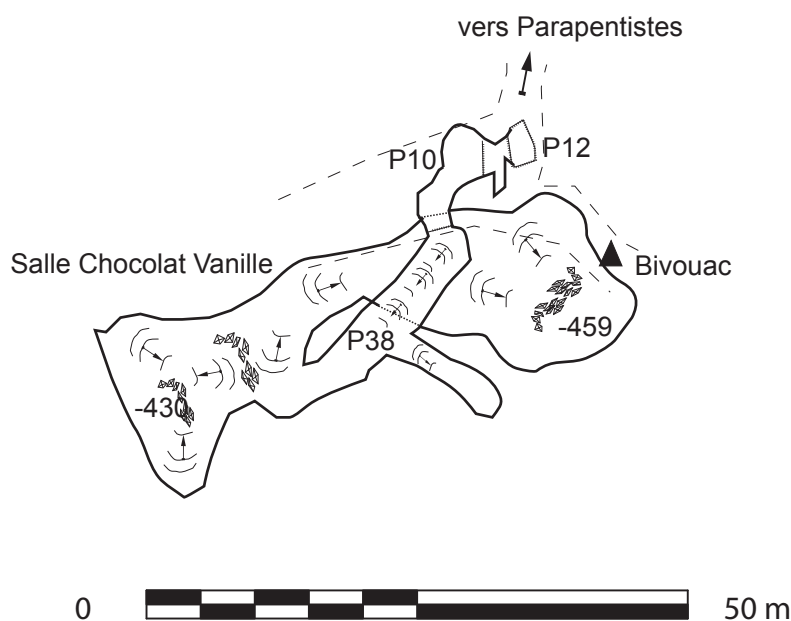 vers Parapentistes
P10
P12
Salle Chocolat Vanille
Bivouac
-459
P38
-430
0
50 m